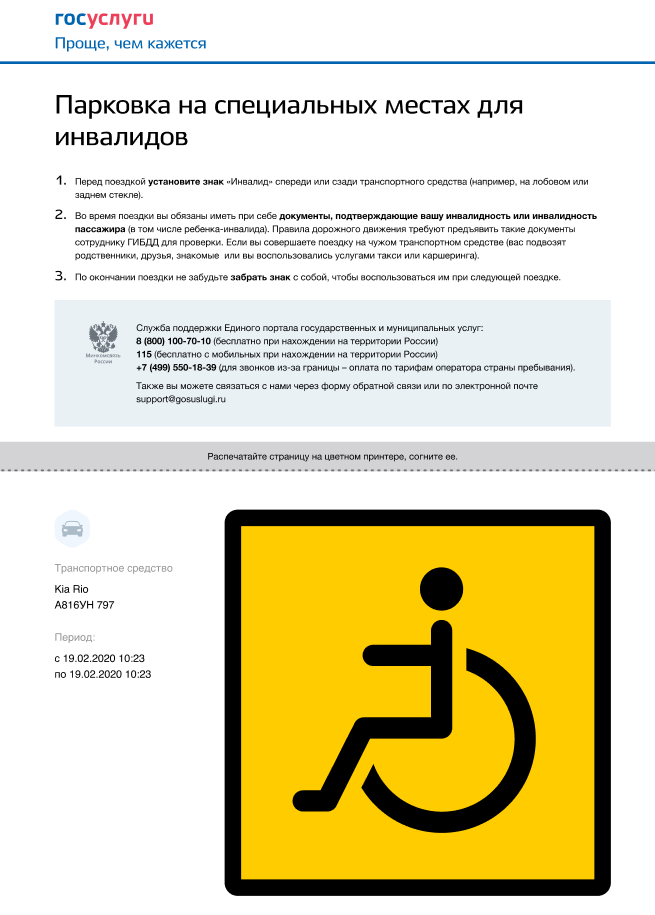 госуслуги
Проще, чем кажется
Парковка на специальных местах для
инвалидов
1. Перед поездкой установите знак «Инвалид» спереди или сзади транспортного средства (например, на лобовом или
заднем стекле).
2. Во время поездки вы обязаны иметь при себе документы, подтверждающие вашу инвалидность или инвалидность
пассажира (в том числе ребенка-инвалида). Правила дорожного движения требуют предъявить такие документы
сотруднику ГИБДД для проверки. Если вы совершаете поездку на чужом транспортном средстве (вас подвозят
родственники, друзья, знакомые или вы воспользовались услугами такси или каршеринга).
3. По окончании поездки не забудьте забрать знак с собой, чтобы воспользоваться им при следующей поездке.
Минкомсвязь
России
Служба поддержки Единого портала государственных и муниципальных услуг:
8 (800) 100-70-10 (бесплатно при нахождении на территории России)
115 (бесплатно с мобильных при нахождении на территории России)
+7 (499) 550-18-39 (для звонков из-за границы – оплата по тарифам оператора страны пребывания).
Также вы можете связаться с нами через форму обратной связи или по электронной почте
support@gosuslugi.ru
Распечатайте страницу на цветном принтере, согните ее.
Транспортное средство
Kia Rio
А816УН 797
Период:
с 19.02.2020 10:23
по 19.02.2020 10:23